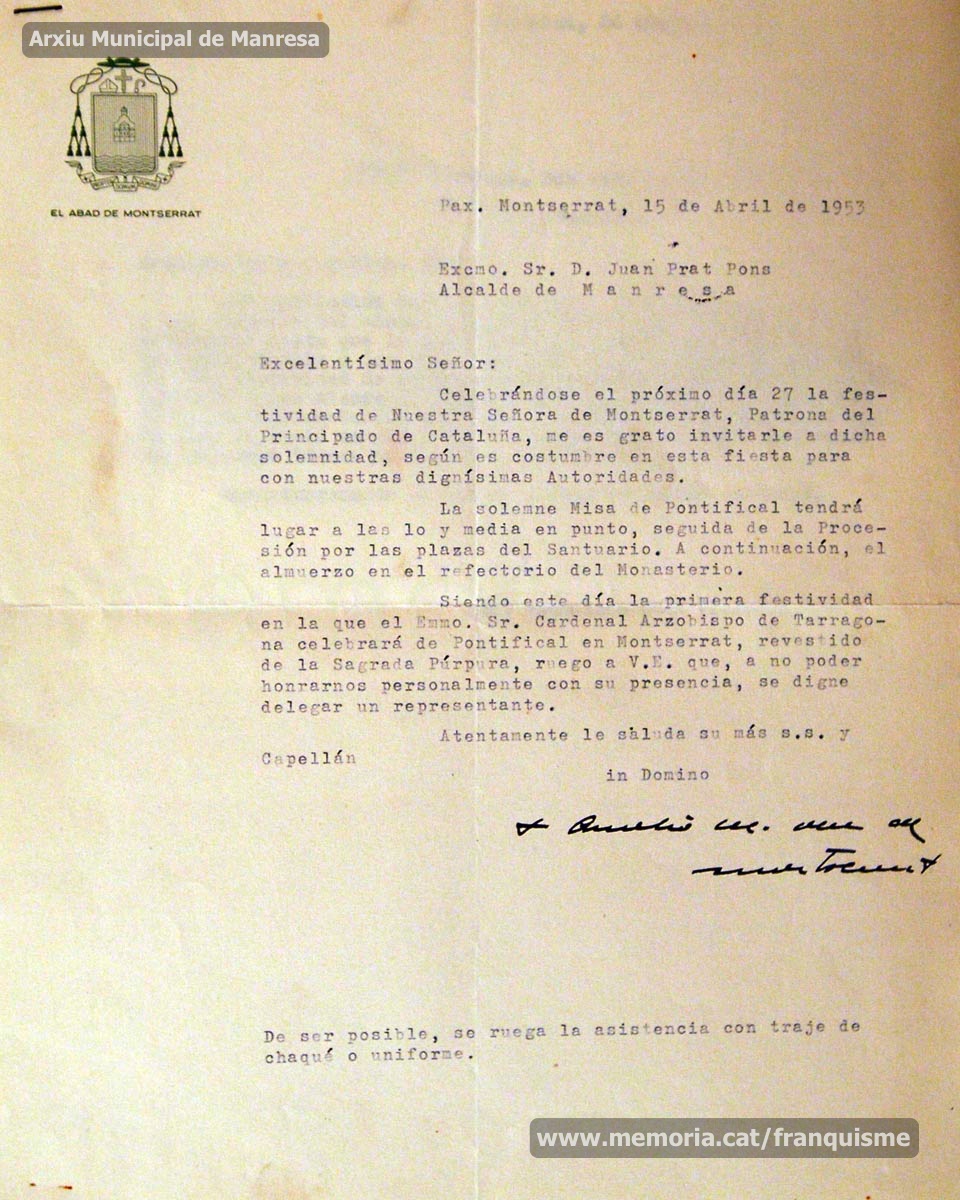 Arxiu Municipal de Manresa
EL ABAD DE MONTSERRAT
Pax. Montserrat, 15 de Abril de 1953
Excmo. Sr. D. Juan Prat Pons
Alcalde de M a n r e s a
Excelentísimo Señor:
Celebrándose el próximo día 27 la fes-
tividad de Nuestra Señora de Montserrat, Patrona del
Principado de Cataluña, me es grato invitarle a dicha
solemnidad, según es costumbre en esta fiesta para
con nuestras dignísimas Autoridades.
La solemne Misa de Pontifical tendrá
lugar a las lo y media en punto, seguida de la Proce-
sión por las plazas del Santuario. A continuación, el
almuerzo en el refectorio del Monasterio.
Siendo este día la primera festividad
en la que el Emmo. Sr. Cardenal Arzobispo de Tarrago-
na celebrará de Pontifical en Montserrat, revestido
de la Sagrada Púrpura, ruego a V.E. que, a no poder
honrarnos personalmente con su presencia, se digne
delegar un representante.
Atentamente le saluda su más s.s. y
Capellán
in Domino
+ Aurelio M.
De ser posible, se ruega la asistencia con traje de
chaqué o uniforme.
www.memoria.cat/franquisme